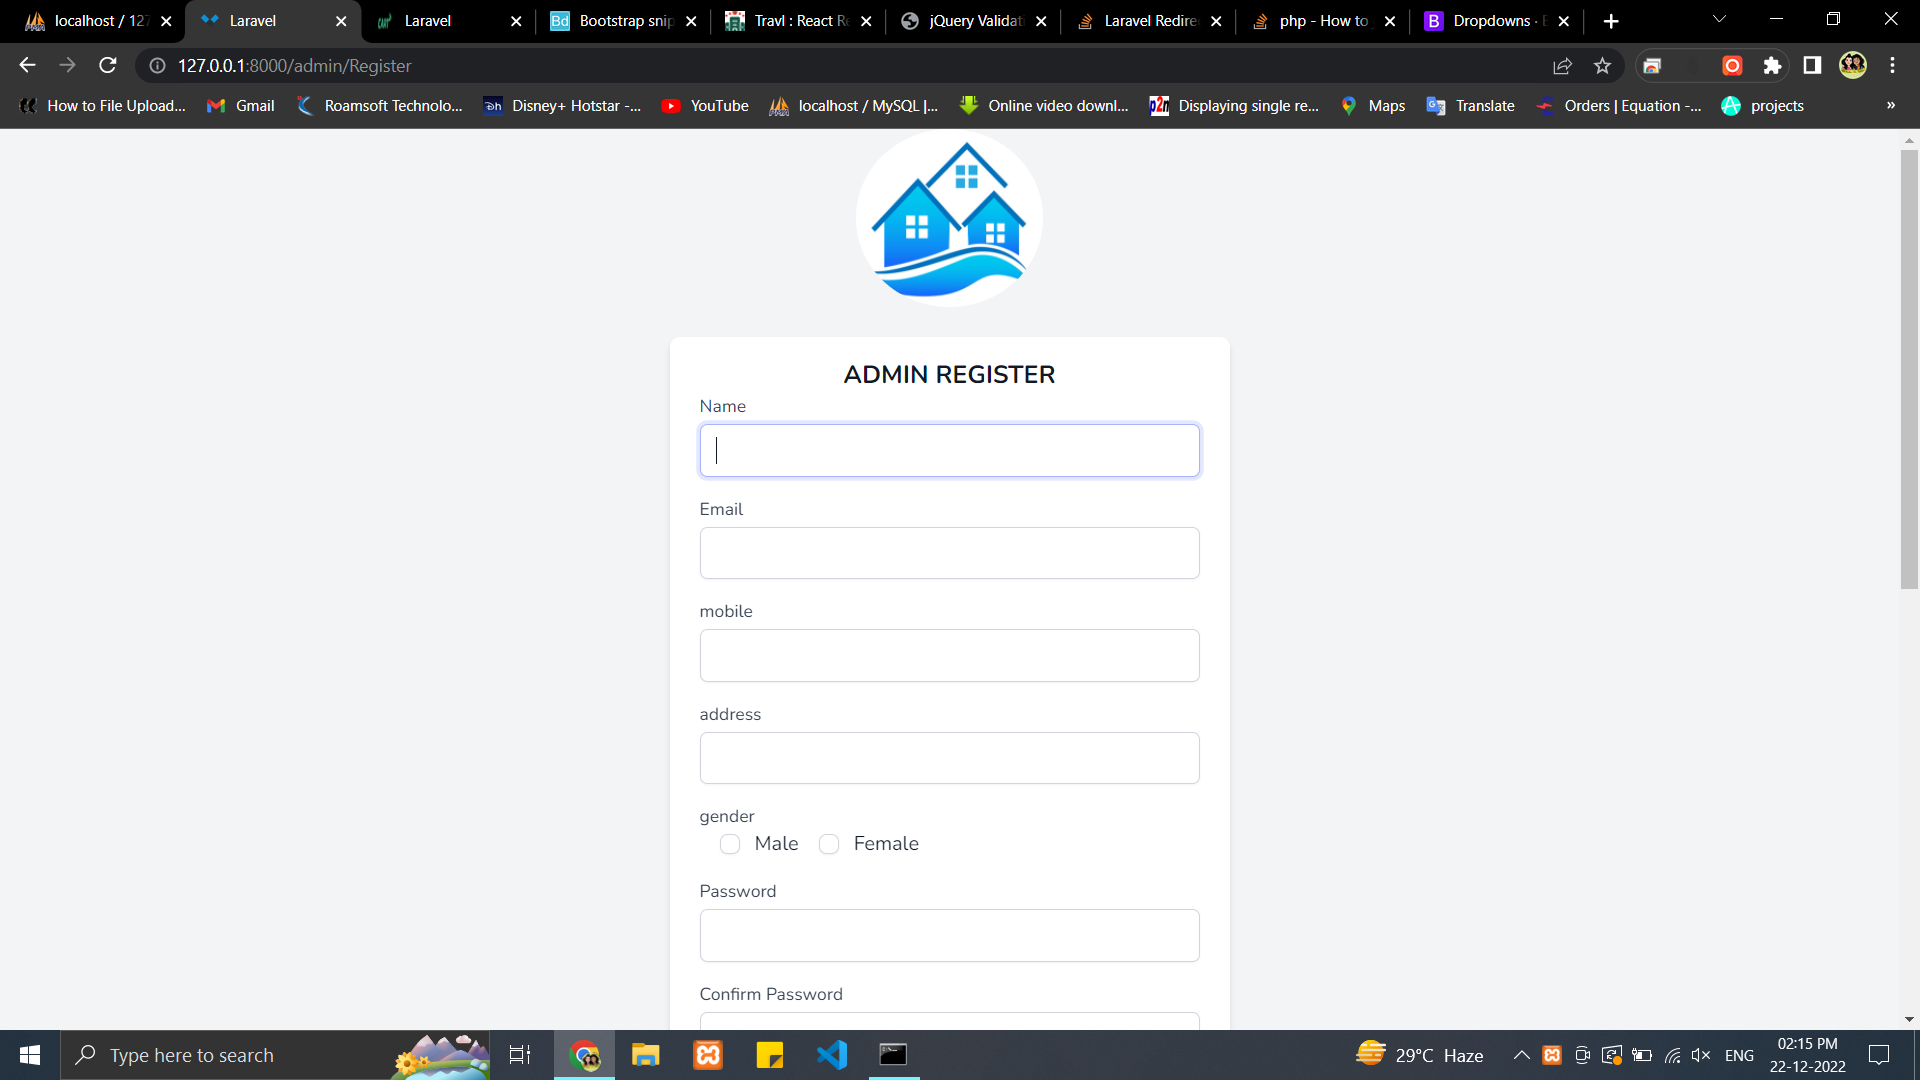 localhost / 127
Laravel
Laravel
Bootstrap snip
Travl : React Re
jQuery Validati
Laravel Redire
php - How to
Dropdowns · B
127.0.0.1:8000/admin/Register
How to File Upload...
Gmail
Roamsoft Technolo...
Disney+ Hotstar -...
YouTube
localhost / MySQL |...
Online video downl...
Displaying single re...
Maps
Translate
Orders | Equation -...
projects
»
ADMIN REGISTER
Name
Email
mobile
address
gender
Male Female
Password
Confirm Password
Type here to search
29°C Haze
ENG
02:15 PM
22-12-2022